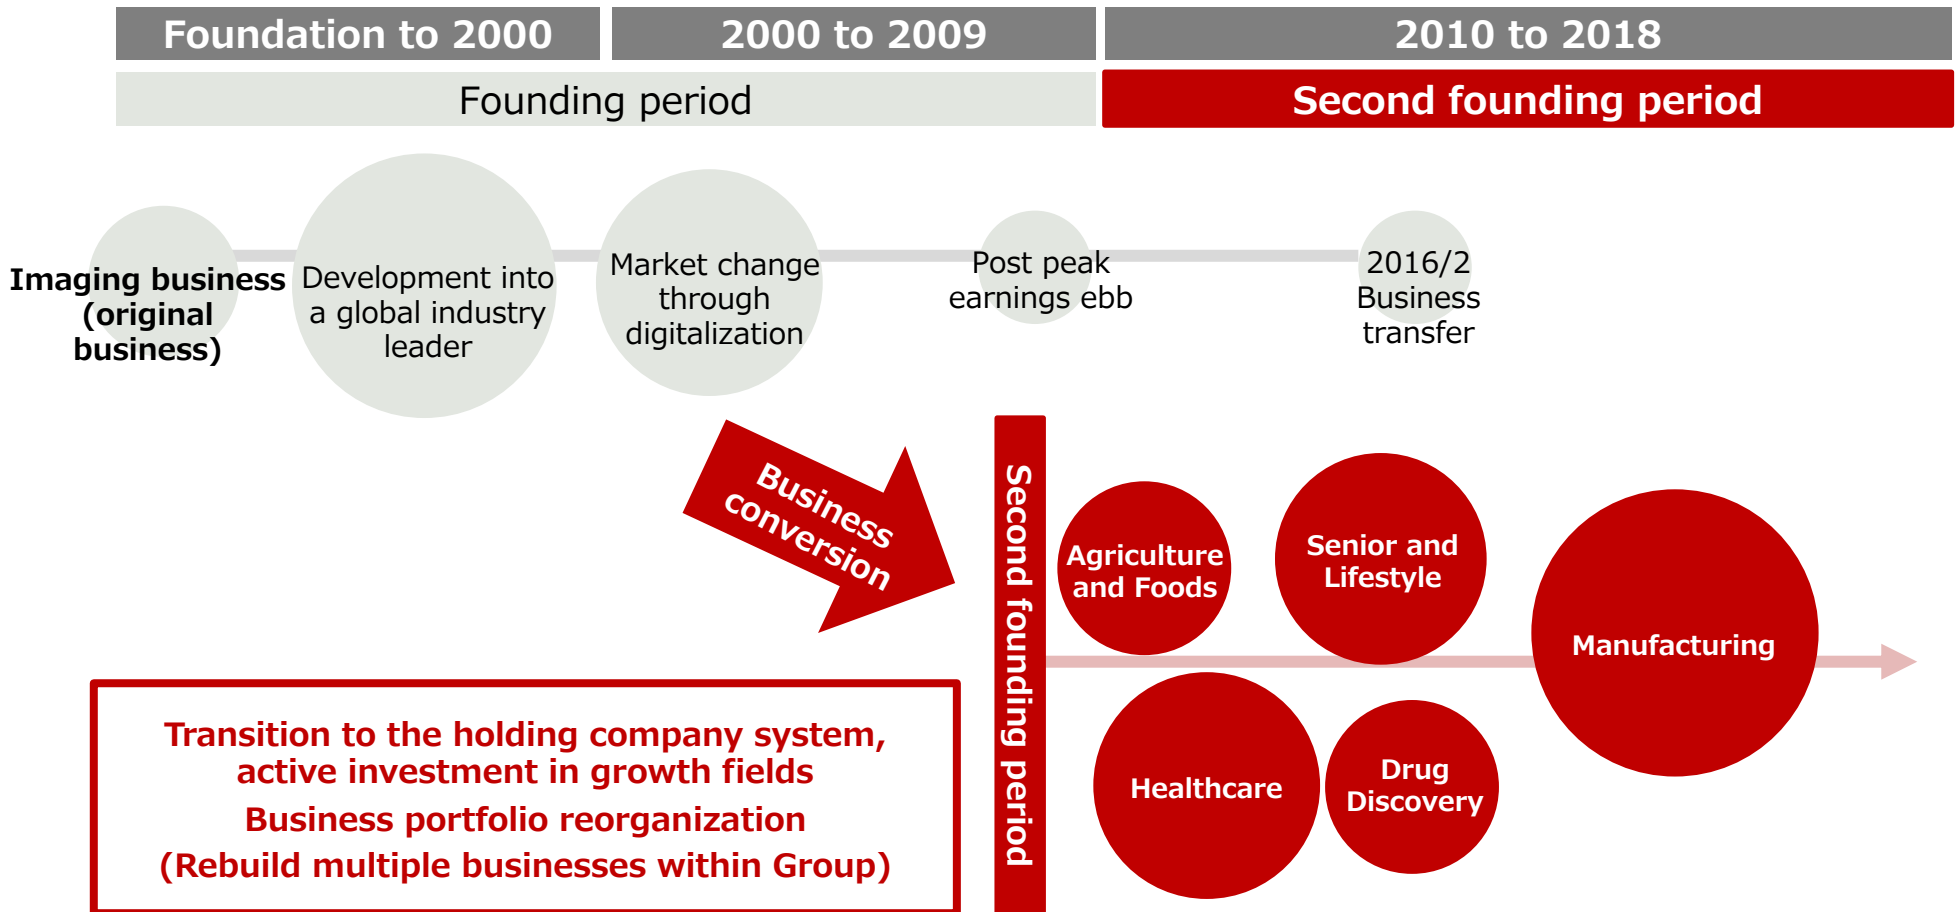 Foundation to 2000
2000 to 2009
2010 to 2018
Founding period
Second founding period
Imaging business
(original
business)
Development into
a global industry
leader
Market change
through
digitalization
Post peak
earnings ebb
2016/2
Business
transfer
Business
conversion
Second founding period
Agriculture
and Foods
Senior and
Lifestyle
Manufacturing
Healthcare
Drug
Discovery
Transition to the holding company system,
active investment in growth fields
Business portfolio reorganization
(Rebuild multiple businesses within Group)